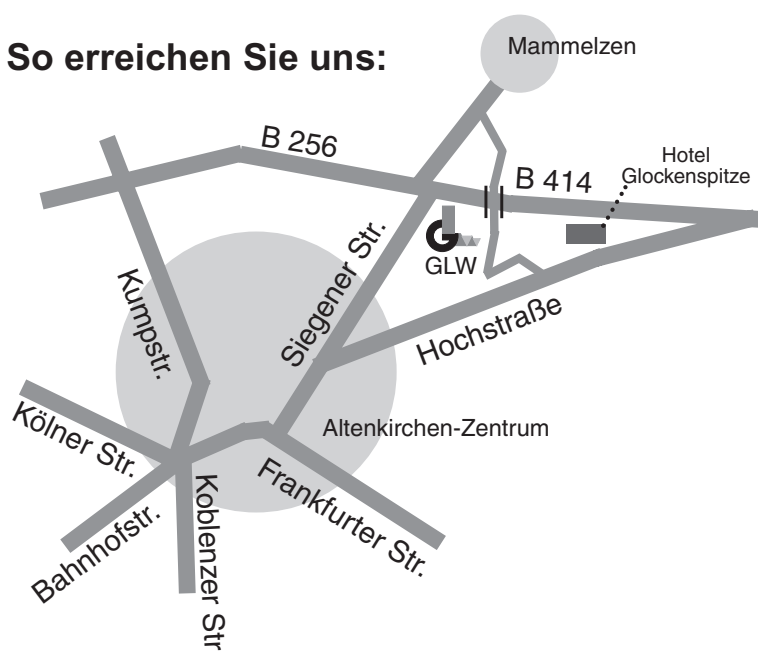 So erreichen Sie uns:
Mammelzen
B 256
B 414
Hotel
Glockenspitze
GLW
Siegener Str.
Kumpstr.
Hochstraße
Altenkirchen-Zentrum
Kölner Str.
Frankfurter Str.
Bahnhofstr.
Koblenzer Str